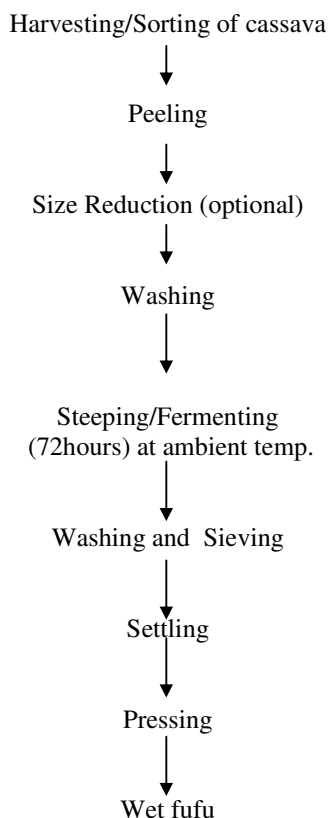 Harvesting/Sorting of cassava
Peeling
Size Reduction (optional)
Washing
Steeping/Fermenting
(72hours) at ambient temp.
Washing and Sieving
Settling
Pressing
Wet fufu